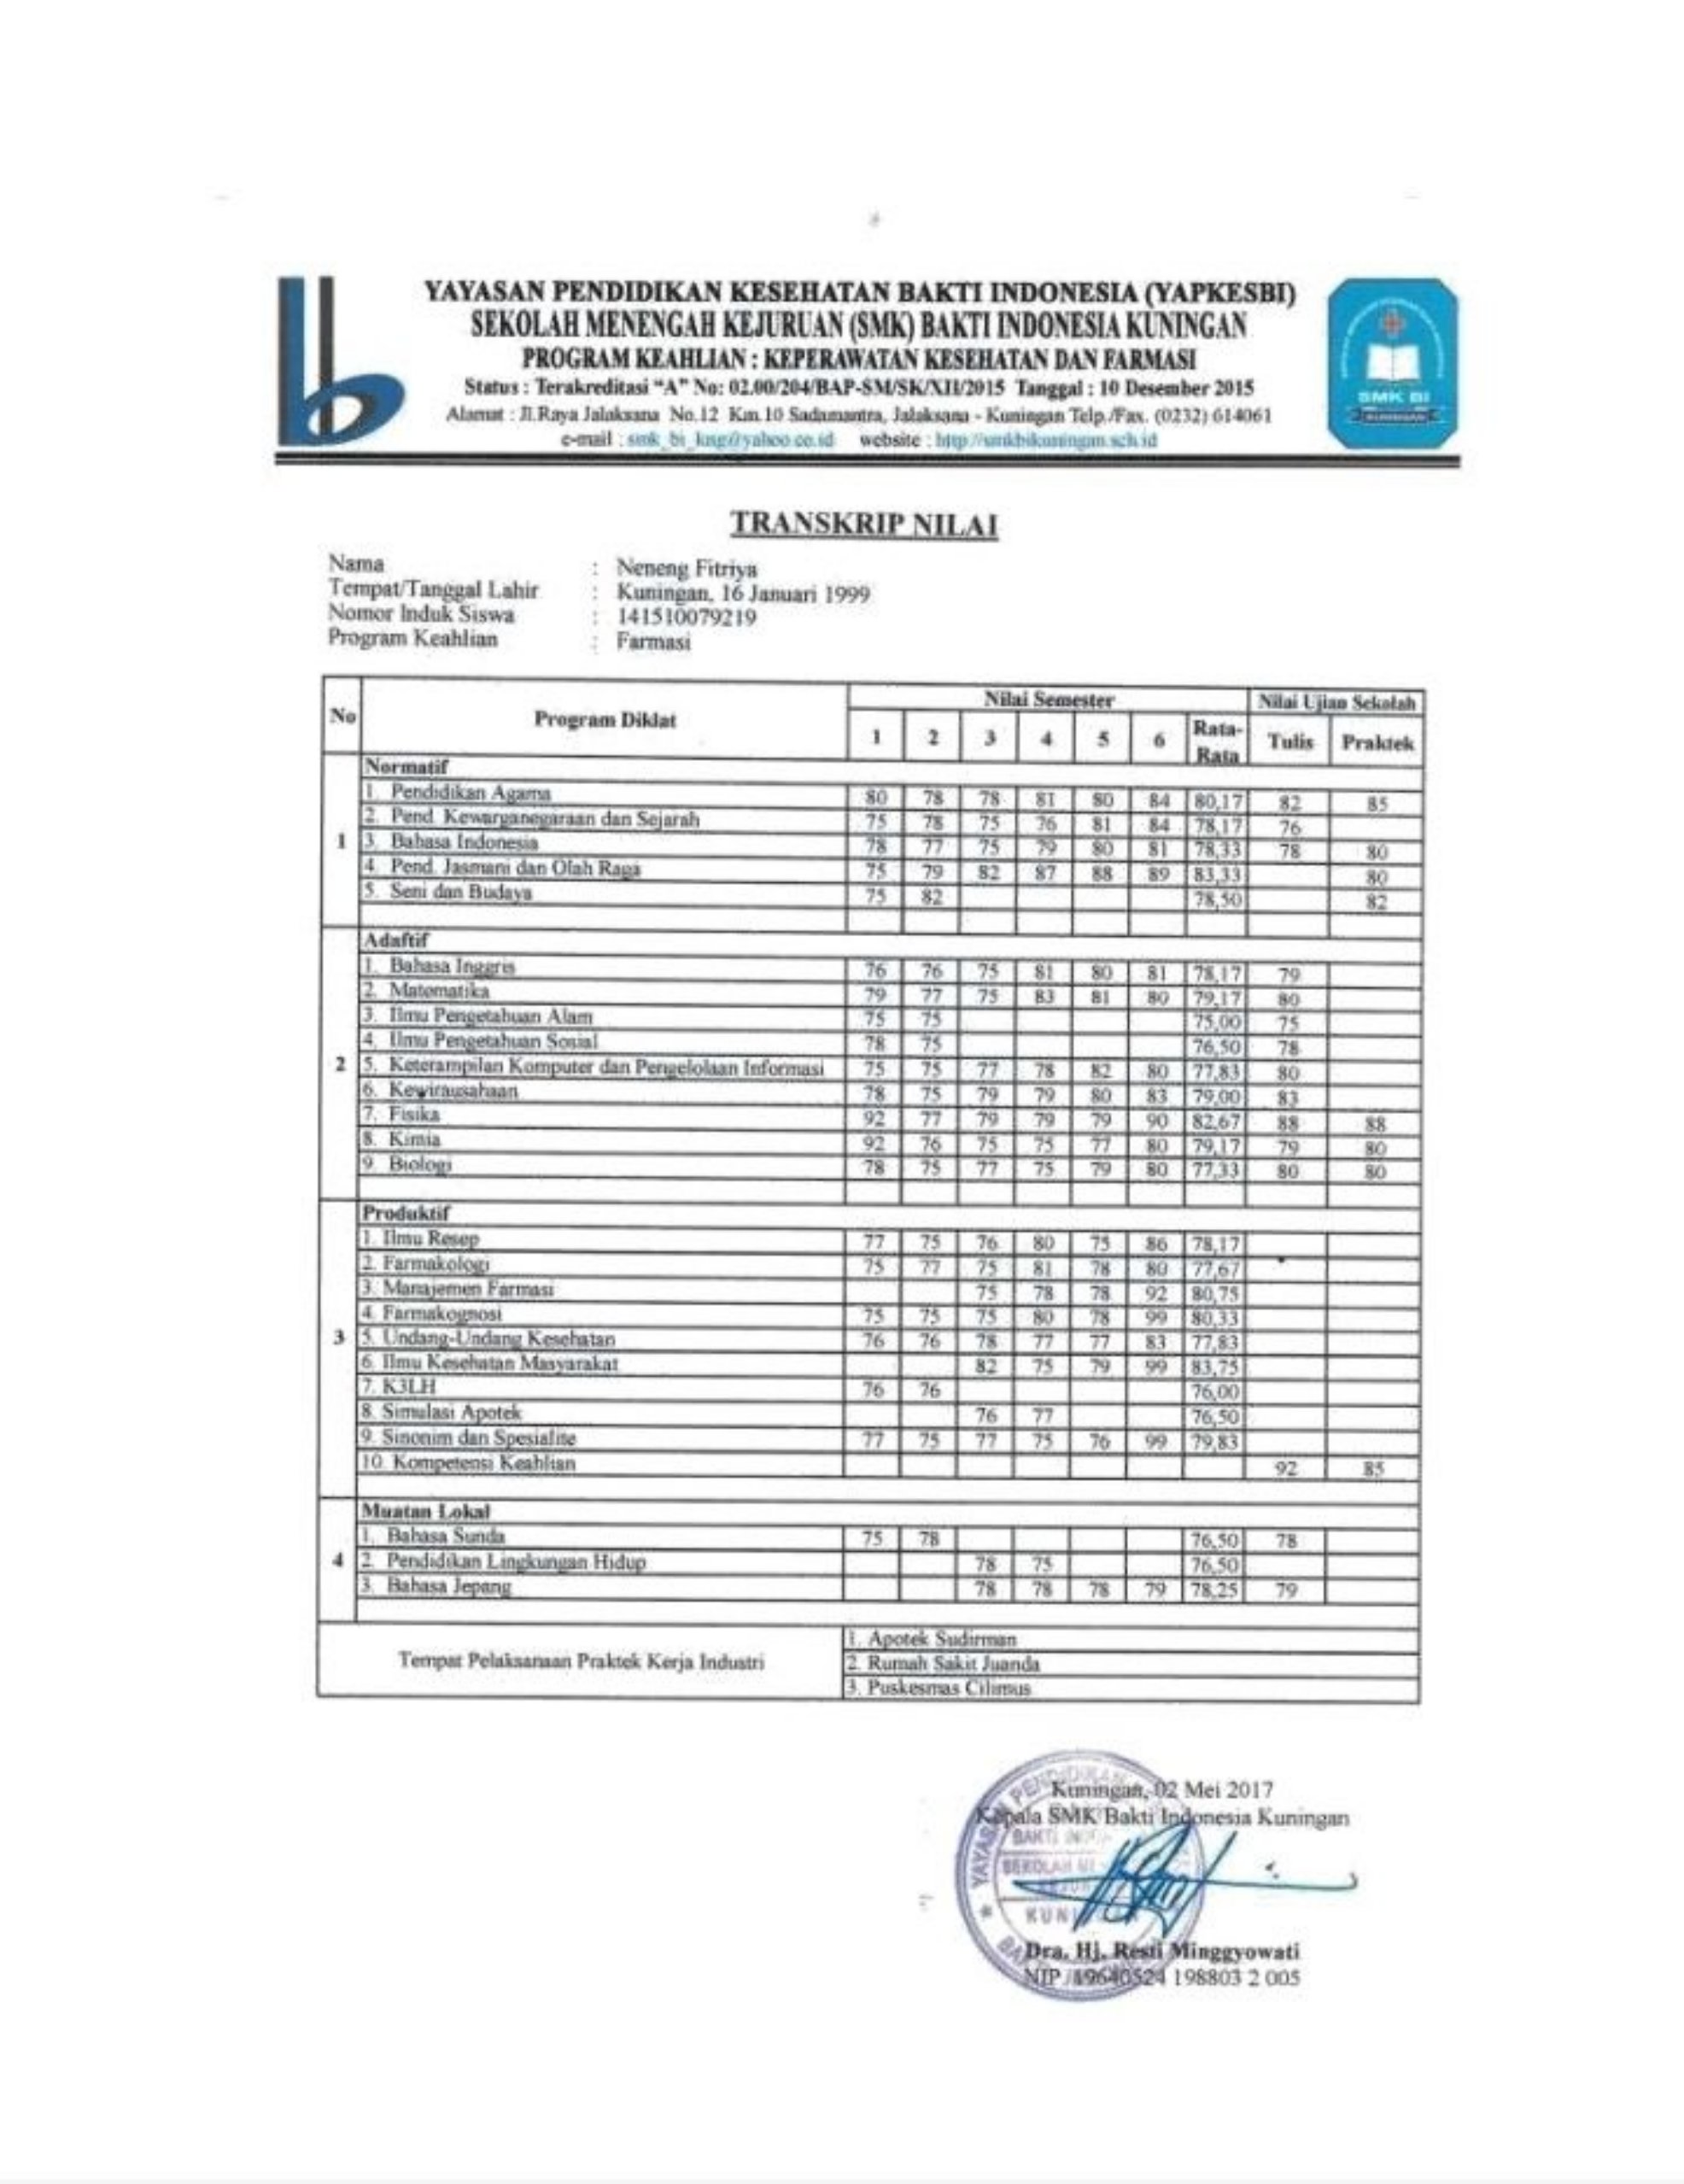 YAYASAN PENDIDIKAN KESEHATAN BAKTI INDONESIA (YAPKESBI)
SEKOLAH MENENGAH KEJURUAN (SMK) BAKTI INDONESIA KUNINGAN
PROGRAM KEAHLIAN : KEPERAWATAN KESEHATAN DAN FARMASI
Status : Terakreditasi "A" No: 02.00/204/BAP-SM/SK/XII/2015 Tanggal : 10 Desember 2015
Alamat : Jl.Raya Jalaksana No.12 Km.10 Sadamantra, Jalaksana - Kuningan Telp./Fax. (0232) 614061
e-mail : smk_bi_kng@yahoo.co.id website : http://smkbikuningan.sch.id
SMK BI
KUNINGAN
TRANSKRIP NILAI
Nama : Neneng Fitriya
Tempat/Tanggal Lahir : Kuningan, 16 Januari 1999
Nomor Induk Siswa : 141510079219
Program Keahlian : Farmasi
No Program Diklat Nilai Semester Nilai Ujian Sekolah
1 2 3 4 5 6 Rata-Rata Tulis Praktek
1 Normatif
1. Pendidikan Agama 80 78 78 81 80 84 80,17 82 85
2. Pend. Kewarganegaraan dan Sejarah 75 78 75 76 81 84 78,17 76
3. Bahasa Indonesia 78 77 75 79 80 81 78,33 78 80
4. Pend. Jasmani dan Olah Raga 75 79 82 87 88 89 83,33 80
5. Seni dan Budaya 75 82 78,50 82
2 Adaftif
1. Bahasa Inggris 76 76 75 81 80 81 78,17 79
2. Matematika 79 77 75 83 81 80 79,17 80
3. Ilmu Pengetahuan Alam 75 75 75,00 75
4. Ilmu Pengetahuan Sosial 78 75 76,50 78
5. Keterampilan Komputer dan Pengelolaan Informasi 75 75 77 78 82 80 77,83 80
6. Kewirausahaan 78 75 79 79 80 83 79,00 83
7. Fisika 92 77 79 79 79 90 82,67 88 88
8. Kimia 92 76 75 75 77 80 79,17 79 80
9. Biologi 78 75 77 75 79 80 77,33 80 80
3 Produktif
1. Ilmu Resep 77 75 76 80 75 86 78,17
2. Farmakologi 75 77 75 81 78 80 77,67
3. Manajemen Farmasi 75 78 78 92 80,75
4. Farmakognosi 75 75 75 80 78 99 80,33
5. Undang-Undang Kesehatan 76 76 78 77 77 83 77,83
6. Ilmu Kesehatan Masyarakat 82 75 79 99 83,75
7. K3LH 76 76 76,00
8. Simulasi Apotek 76 77 76,50
9. Sinonim dan Spesialite 77 75 77 75 76 99 79,83
10. Kompetensi Keahlian 92 85
4 Muatan Lokal
1. Bahasa Sunda 75 78 76,50 78
2. Pendidikan Lingkungan Hidup 78 75 76,50
3. Bahasa Jepang 78 78 78 79 78,25 79
Tempat Pelaksanaan Praktek Kerja Industri
1. Apotek Sudirman
2. Rumah Sakit Juanda
3. Puskesmas Cilimus
Kuningan, 02 Mei 2017
Kepala SMK Bakti Indonesia Kuningan
Dra. Hj. Resti Minggyowati
NIP. 19640524 198803 2 005